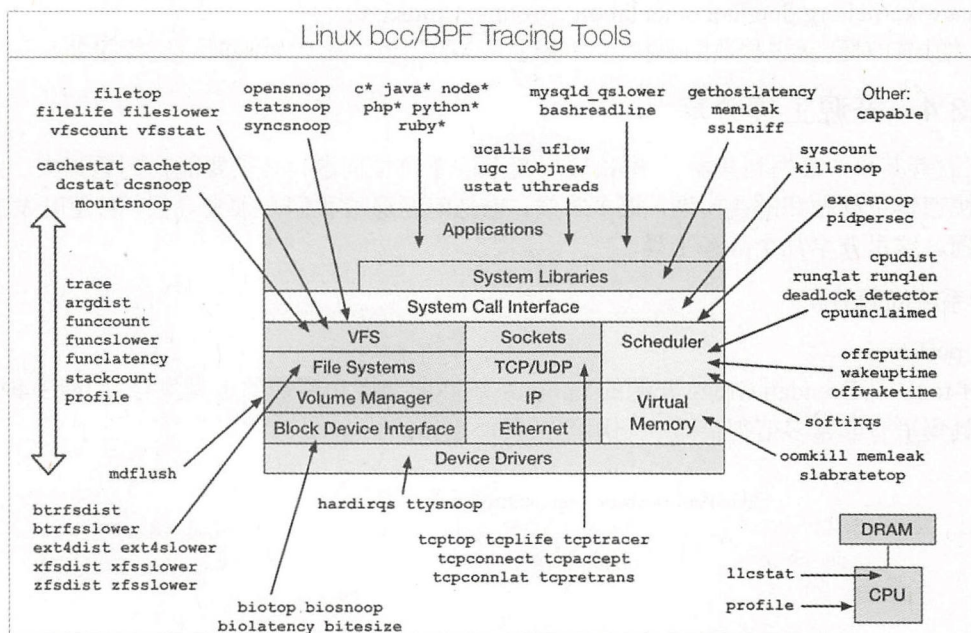 Linux bcc/BPF Tracing Tools
filetop
filelife fileslower
vfscount vfsstat
opensnoop
statsnoop
syncsnoop
c* java* node*
php* python*
ruby*
mysqld_qslower
bashreadline
gethostlatency
memleak
sslsniff
Other:
capable
cachestat cachetop
dcstat dcsnoop
mountsnoop
ucalls uflow
ugc uobjnew
ustat uthreads
syscount
killsnoop
execsnoop
pidpersec
cpudist
runqlat runqlen
deadlock_detector
cpuunclaimed
offcputime
wakeuptime
offwaketime
softirqs
oomkill memleak
slabratetop
trace
argdist
funccount
funcslower
funclatency
stackcount
profile
Applications
System Libraries
System Call Interface
VFS
Sockets
Scheduler
File Systems
TCP/UDP
Volume Manager
IP
Virtual
Memory
Block Device Interface
Ethernet
Device Drivers
mdflush
btrfsdist
btrfsslower
ext4dist ext4slower
xfsdist xfsslower
zfsdist zfsslower
hardirqs ttysnoop
biotop biosnoop
biolatency bitesize
tcptop tcplife tcptracer
tcpconnect tcpaccept
tcpconnlat tcpretrans
DRAM
llcstat
CPU
profile